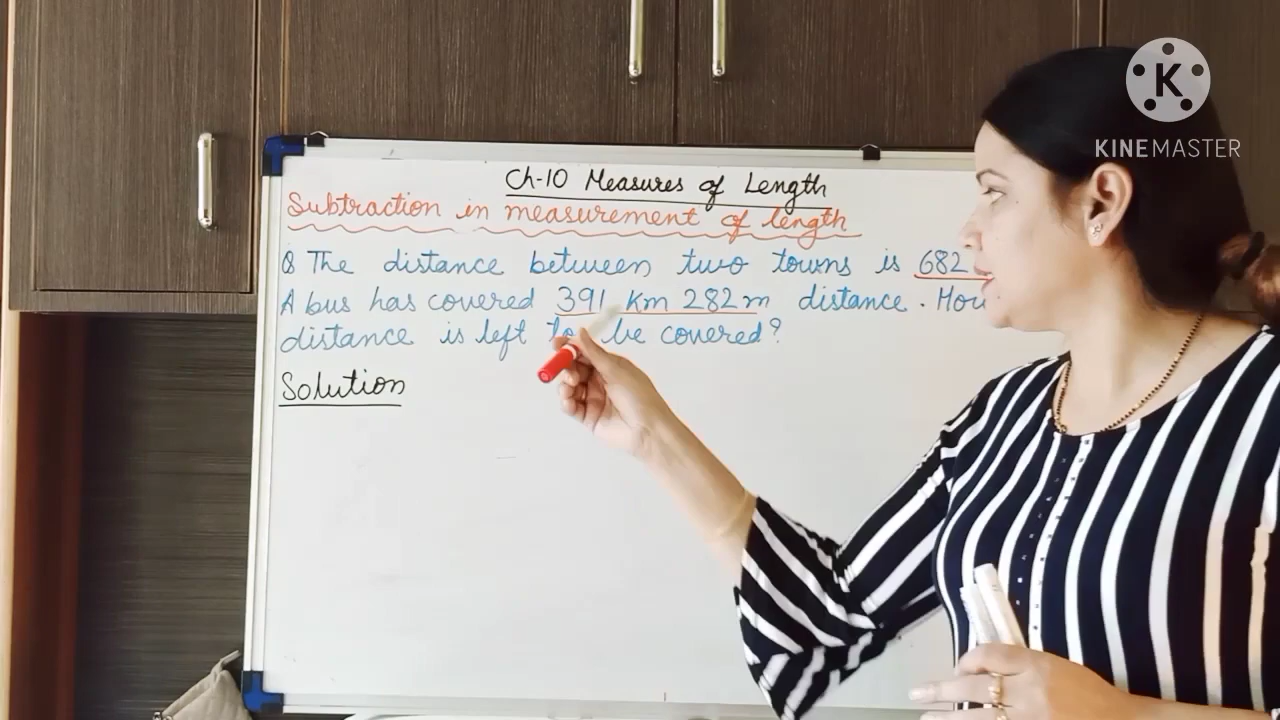 Ch-10 Measures of Length
Subtraction in measurement of length
Q The distance between two towns is 682
A bus has covered 391 km 282 m distance. How
distance is left to be covered?
Solution
K
KINEMASTER